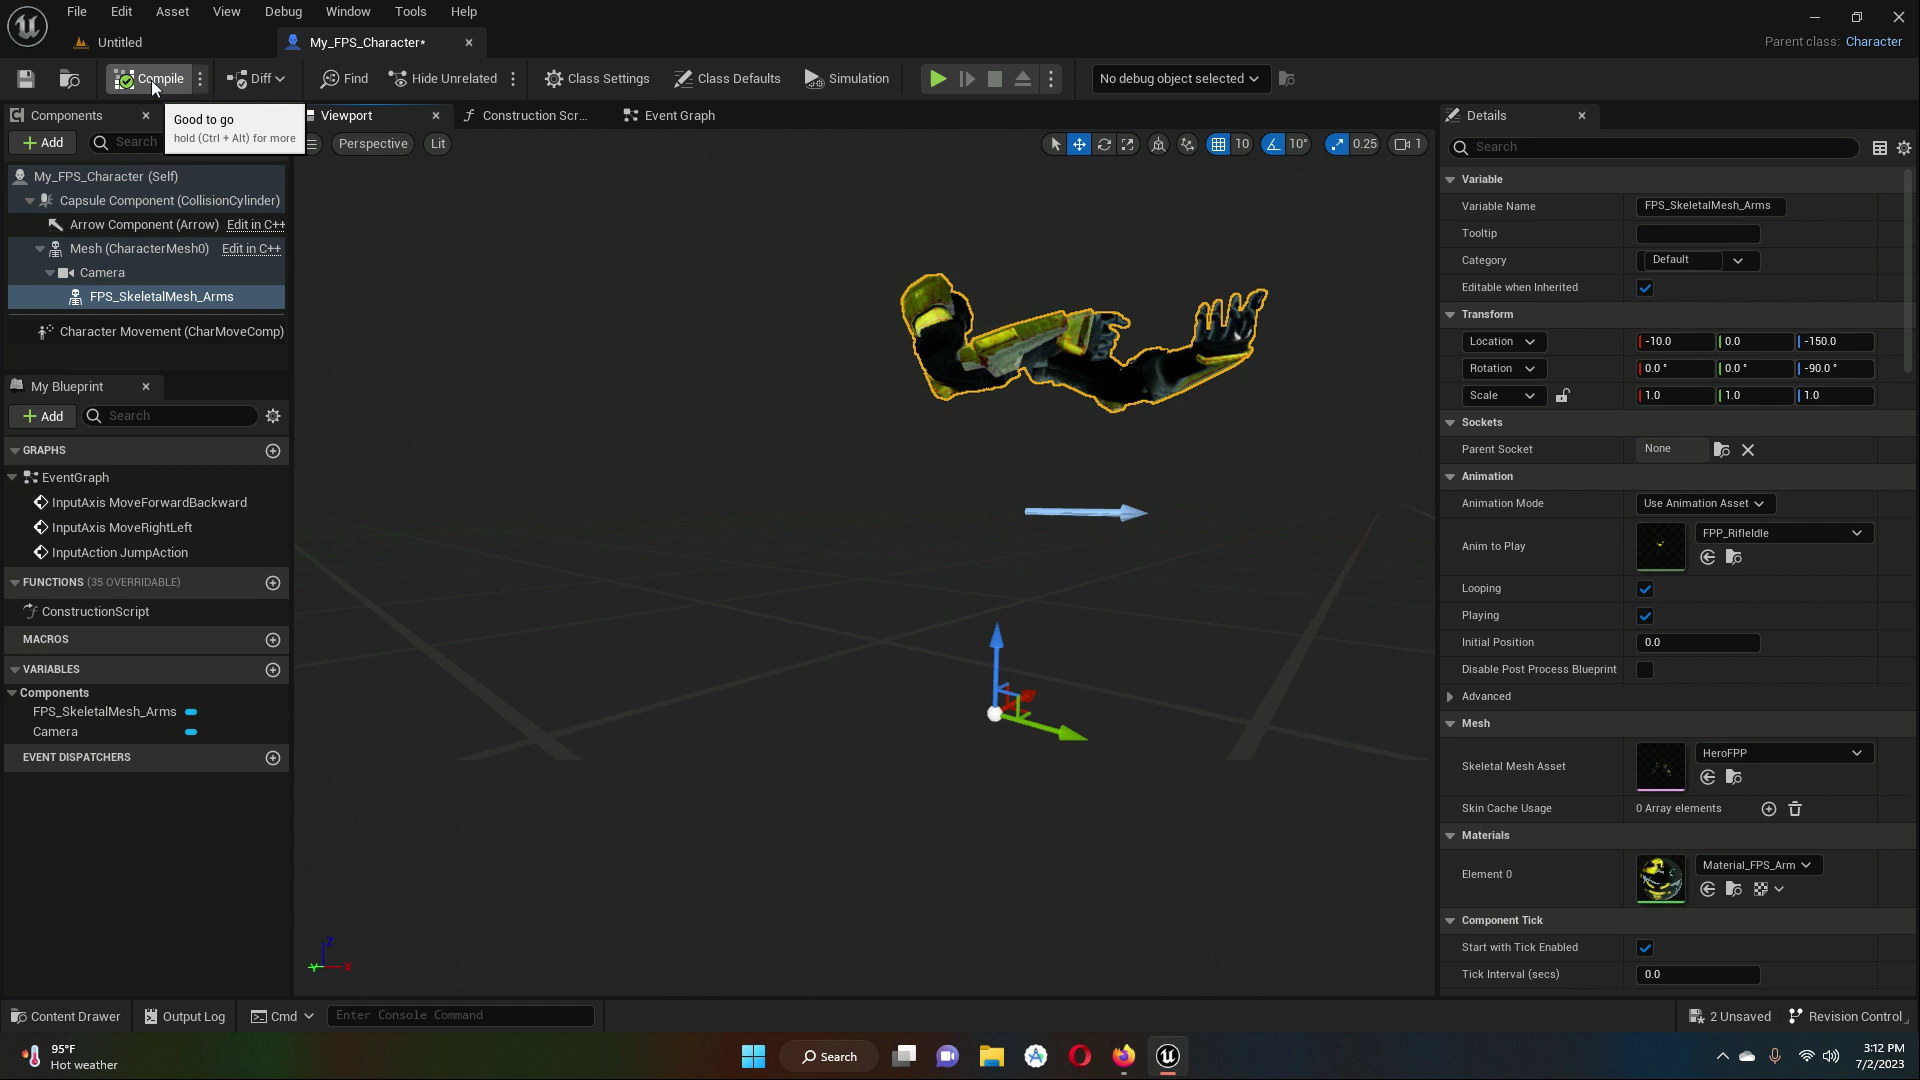 File Edit Asset View Debug Window Tools Help
Untitled
My_FPS_Character*
Parent class: Character
Compile
Diff
Find
Hide Unrelated
Class Settings
Class Defaults
Simulation
No debug object selected
Components
Good to go
hold (Ctrl + Alt) for more
Add
Search
My_FPS_Character (Self)
Capsule Component (CollisionCylinder)
Arrow Component (Arrow) Edit in C++
Mesh (CharacterMesh0) Edit in C++
Camera
FPS_SkeletalMesh_Arms
Character Movement (CharMoveComp)
My Blueprint
Add
Search
GRAPHS
EventGraph
InputAxis MoveForwardBackward
InputAxis MoveRightLeft
InputAction JumpAction
FUNCTIONS (35 OVERRIDABLE)
ConstructionScript
MACROS
VARIABLES
Components
FPS_SkeletalMesh_Arms
Camera
EVENT DISPATCHERS
Viewport
Construction Scr...
Event Graph
Perspective
Lit
10
10°
0.25
1
Z
Y
X
Details
Search
Variable
Variable Name FPS_SkeletalMesh_Arms
Tooltip
Category Default
Editable when Inherited
Transform
Location -10.0 0.0 -150.0
Rotation 0.0 ° 0.0 ° -90.0 °
Scale 1.0 1.0 1.0
Sockets
Parent Socket None
Animation
Animation Mode Use Animation Asset
Anim to Play FPP_RifleIdle
Looping
Playing
Initial Position 0.0
Disable Post Process Blueprint
Advanced
Mesh
Skeletal Mesh Asset HeroFPP
Skin Cache Usage 0 Array elements
Materials
Element 0 Material_FPS_Arm
Component Tick
Start with Tick Enabled
Tick Interval (secs) 0.0
Content Drawer
Output Log
Cmd
Enter Console Command
2 Unsaved
Revision Control
95°F
Hot weather
Search
3:12 PM
7/2/2023